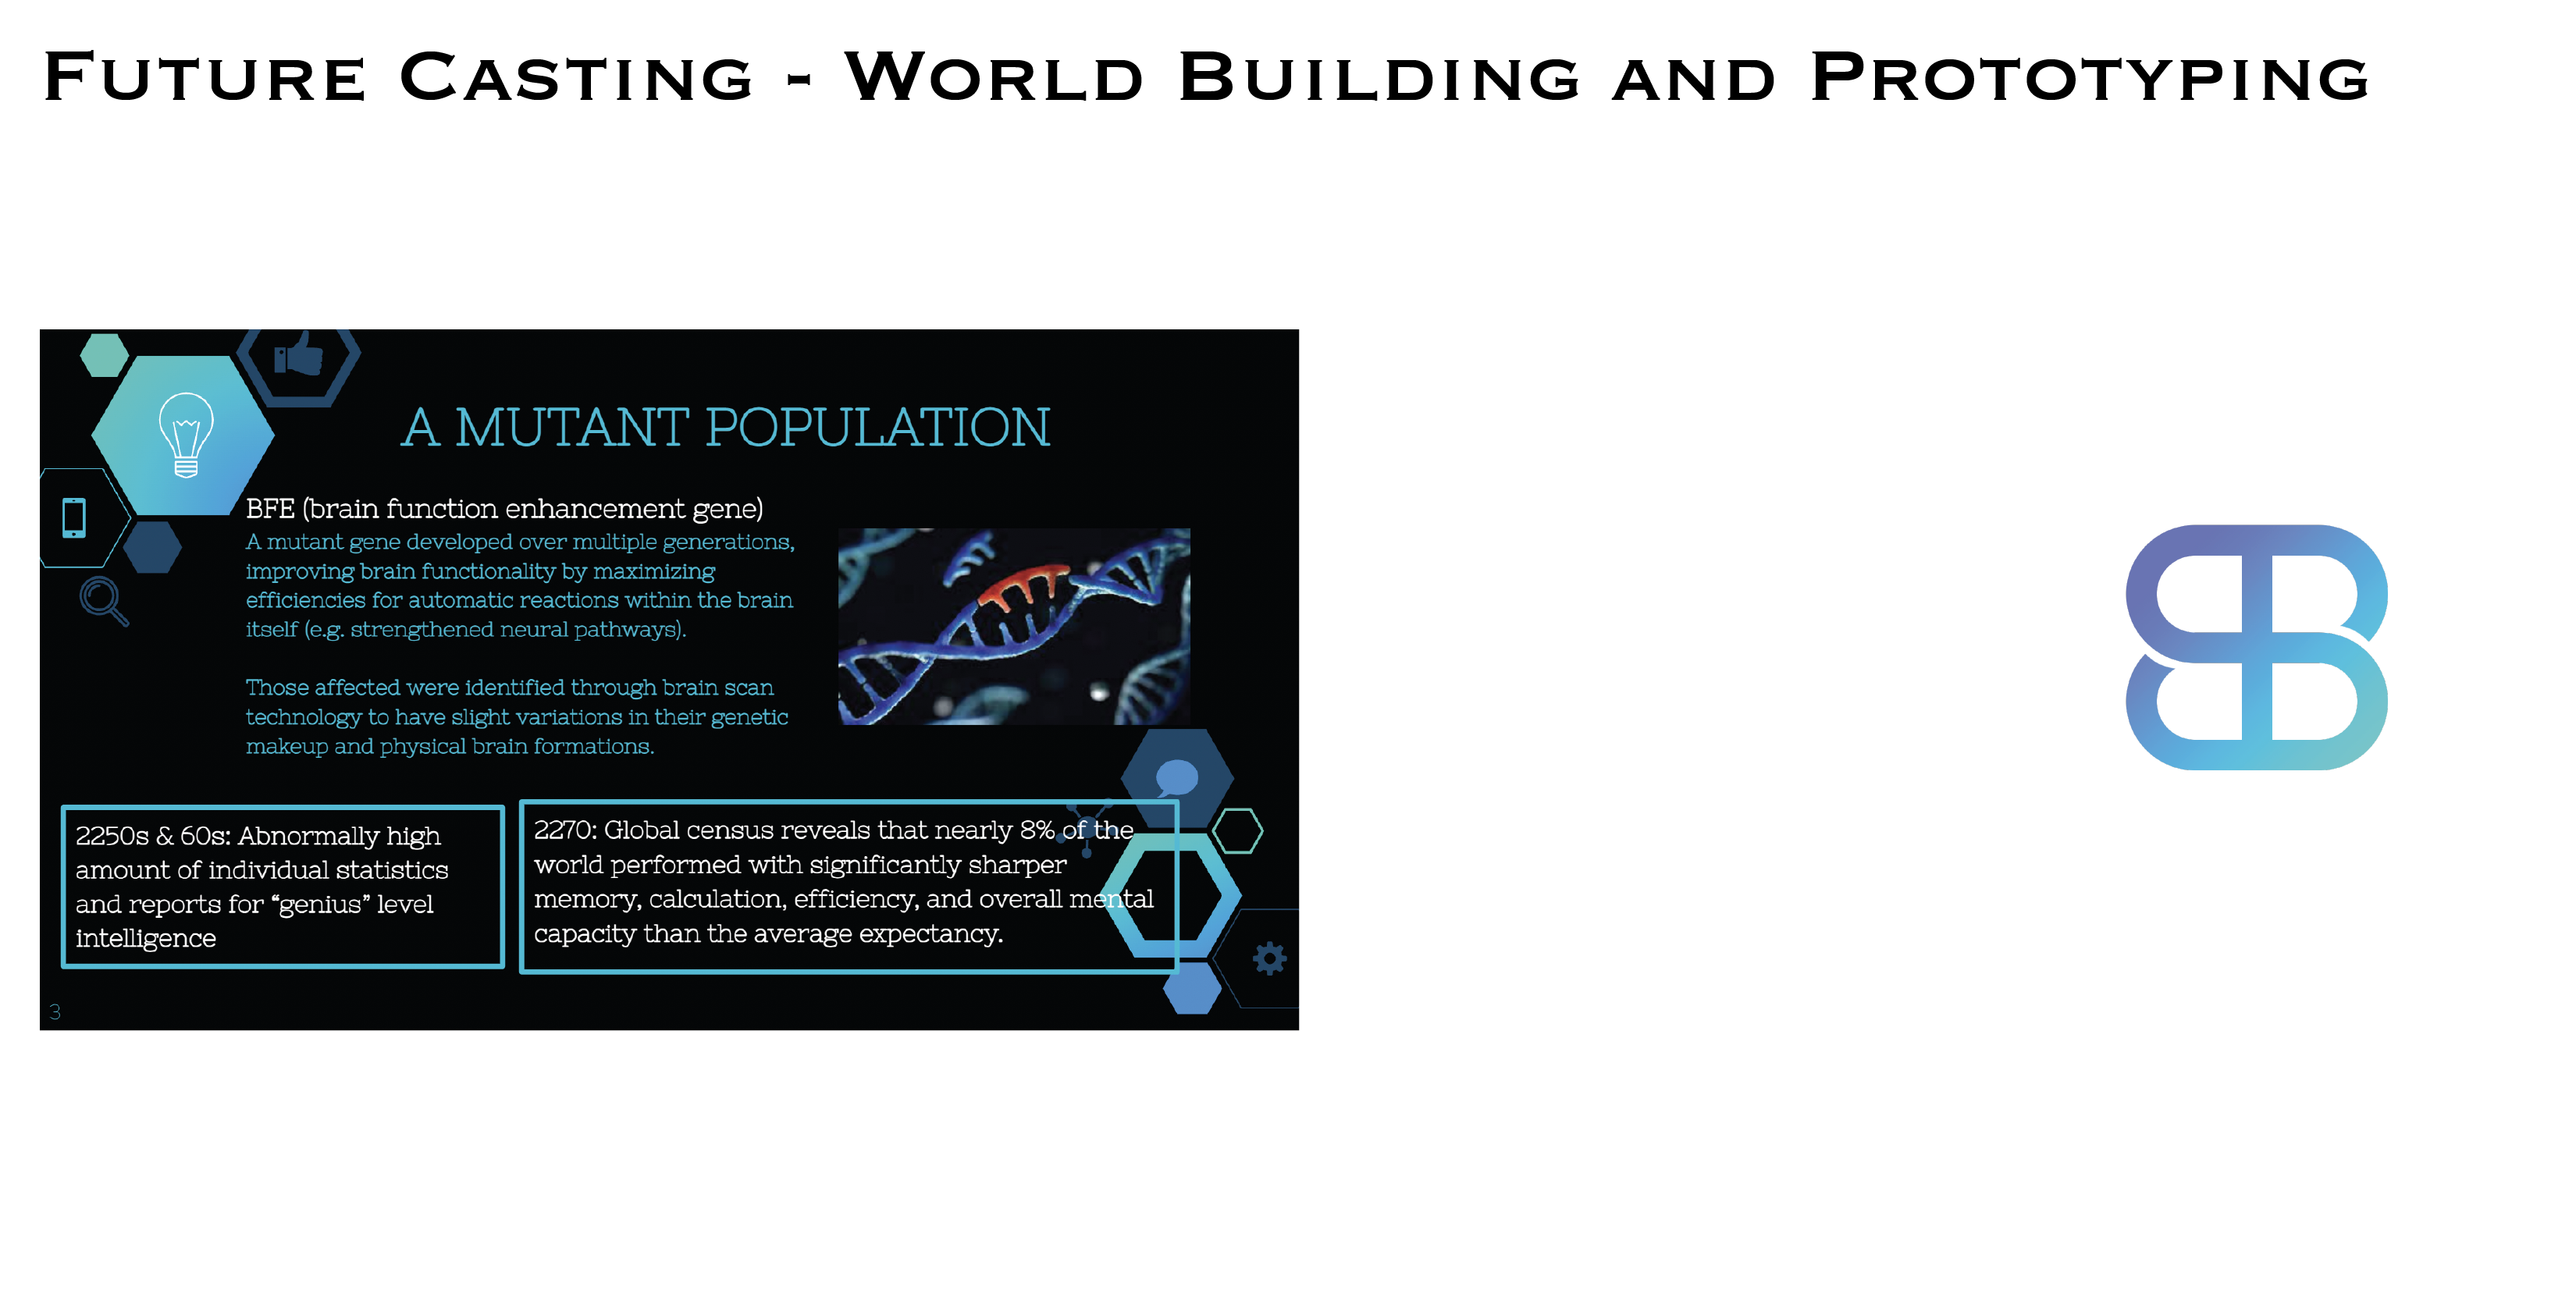 Future Casting - World Building and Prototyping
A MUTANT POPULATION
BFE (brain function enhancement gene)
A mutant gene developed over multiple generations,
improving brain functionality by maximizing
efficiencies for automatic reactions within the brain
itself (e.g. strengthened neural pathways).
Those affected were identified through brain scan
technology to have slight variations in their genetic
makeup and physical brain formations.
2250s & 60s: Abnormally high
amount of individual statistics
and reports for “genius” level
intelligence
2270: Global census reveals that nearly 8% of the
world performed with significantly sharper
memory, calculation, efficiency, and overall mental
capacity than the average expectancy.
3